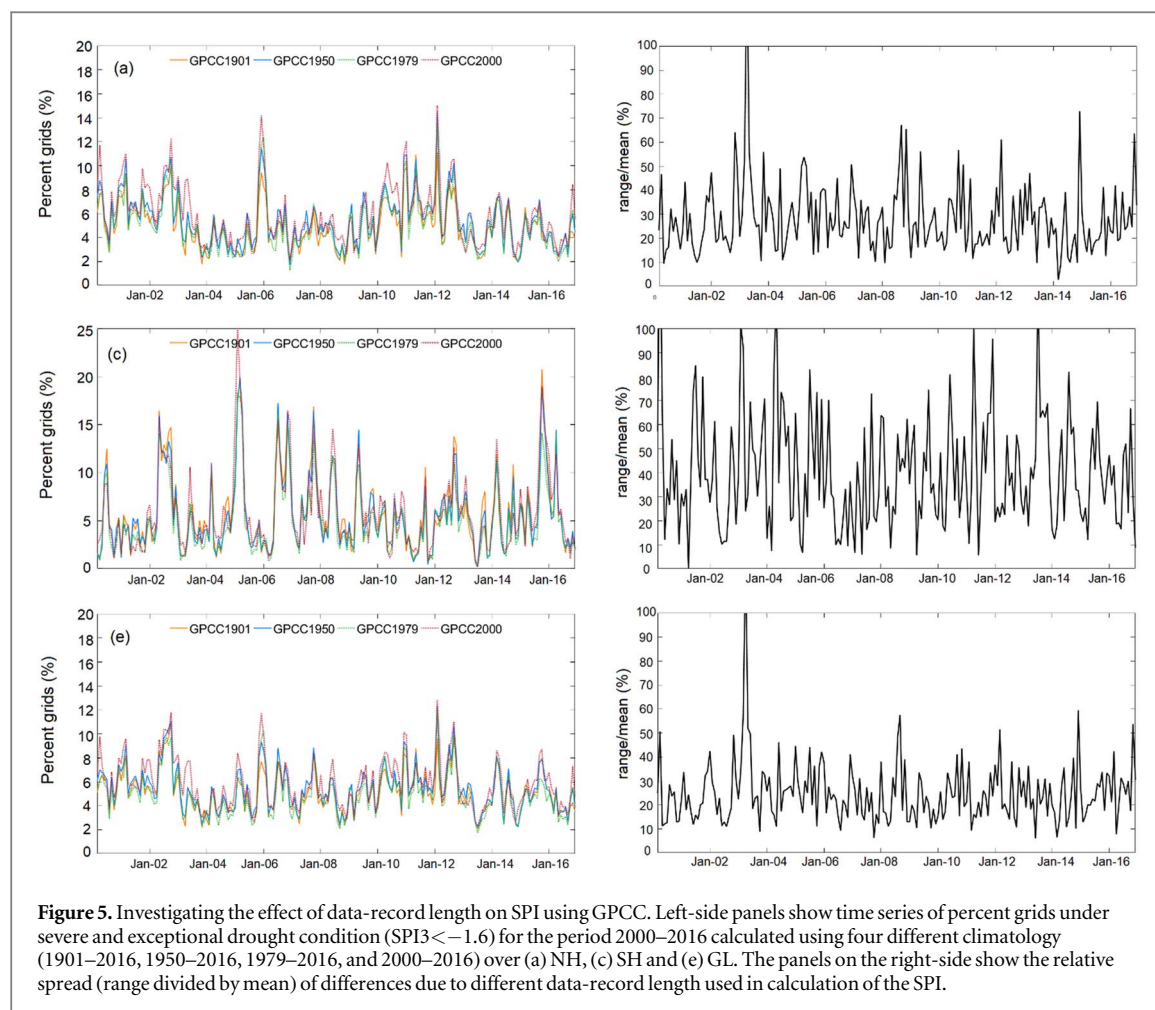 20
18
16
14
12
10
8
6
4
2
0
Percent grids (%)
(a)
GPCC1901 GPCC1950 GPCC1979 GPCC2000
Jan-02 Jan-04 Jan-06 Jan-08 Jan-10 Jan-12 Jan-14 Jan-16
100
90
80
70
60
50
40
30
20
10
0
range/mean (%)
0
Jan-02 Jan-04 Jan-06 Jan-08 Jan-10 Jan-12 Jan-14 Jan-16
25
20
15
10
5
0
Percent grids (%)
(c)
GPCC1901 GPCC1950 GPCC1979 GPCC2000
Jan-02 Jan-04 Jan-06 Jan-08 Jan-10 Jan-12 Jan-14 Jan-16
100
90
80
70
60
50
40
30
20
10
0
range/mean (%)
Jan-02 Jan-04 Jan-06 Jan-08 Jan-10 Jan-12 Jan-14 Jan-16
20
18
16
14
12
10
8
6
4
2
0
Percent grids (%)
(e)
GPCC1901 GPCC1950 GPCC1979 GPCC2000
Jan-02 Jan-04 Jan-06 Jan-08 Jan-10 Jan-12 Jan-14 Jan-16
100
90
80
70
60
50
40
30
20
10
0
range/mean (%)
Jan-02 Jan-04 Jan-06 Jan-08 Jan-10 Jan-12 Jan-14 Jan-16
Figure 5. Investigating the effect of data-record length on SPI using GPCC. Left-side panels show time series of percent grids under
severe and exceptional drought condition (SPI3<−1.6) for the period 2000–2016 calculated using four different climatology
(1901–2016, 1950–2016, 1979–2016, and 2000–2016) over (a) NH, (c) SH and (e) GL. The panels on the right-side show the relative
spread (range divided by mean) of differences due to different data-record length used in calculation of the SPI.